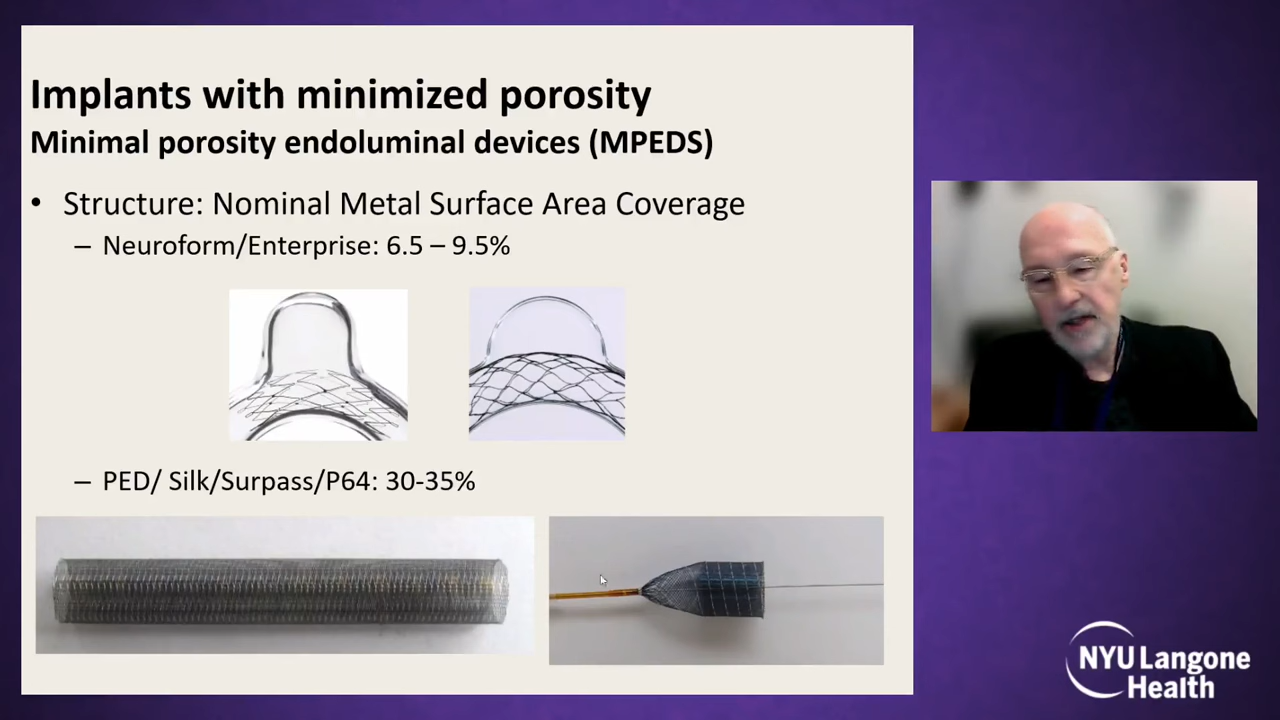 Implants with minimized porosity
Minimal porosity endoluminal devices (MPEDS)
• Structure: Nominal Metal Surface Area Coverage
– Neuroform/Enterprise: 6.5 – 9.5%
– PED/ Silk/Surpass/P64: 30-35%
NYU Langone
Health